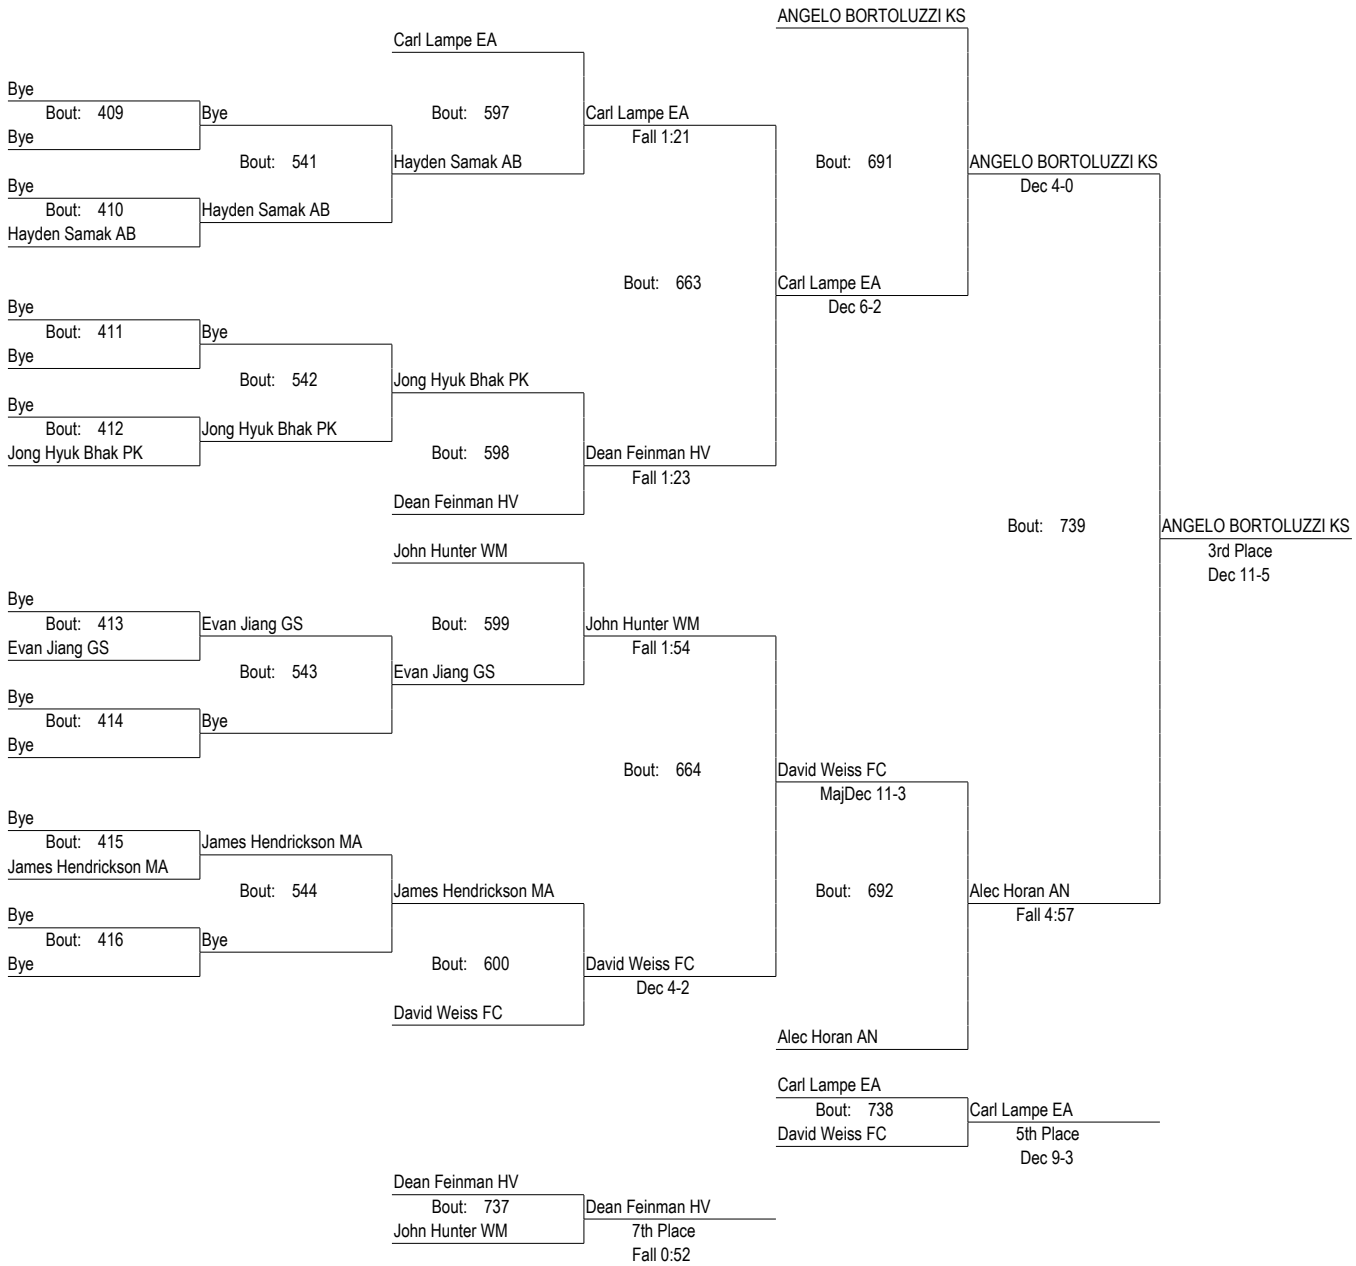 ANGELO BORTOLUZZI KS
Carl Lampe EA
Bye
Bout: 409
Bye
Bout: 597
Carl Lampe EA
Bye
Fall 1:21
Bout: 541
Hayden Samak AB
Bout: 691
ANGELO BORTOLUZZI KS
Bye
Dec 4-0
Bout: 410
Hayden Samak AB
Hayden Samak AB
Bout: 663
Carl Lampe EA
Bye
Dec 6-2
Bout: 411
Bye
Bye
Bout: 542
Jong Hyuk Bhak PK
Bye
Bout: 412
Jong Hyuk Bhak PK
Jong Hyuk Bhak PK
Bout: 598
Dean Feinman HV
Fall 1:23
Dean Feinman HV
Bout: 739
ANGELO BORTOLUZZI KS
John Hunter WM
3rd Place
Dec 11-5
Bye
Bout: 413
Evan Jiang GS
Bout: 599
John Hunter WM
Evan Jiang GS
Fall 1:54
Bout: 543
Evan Jiang GS
Bye
Bout: 414
Bye
Bye
Bout: 664
David Weiss FC
MajDec 11-3
Bye
Bout: 415
James Hendrickson MA
James Hendrickson MA
Bout: 544
James Hendrickson MA
Bout: 692
Alec Horan AN
Bye
Fall 4:57
Bout: 416
Bye
Bye
Bout: 600
David Weiss FC
Dec 4-2
David Weiss FC
Alec Horan AN
Carl Lampe EA
Bout: 738
Carl Lampe EA
David Weiss FC
5th Place
Dec 9-3
Dean Feinman HV
Bout: 737
Dean Feinman HV
John Hunter WM
7th Place
Fall 0:52